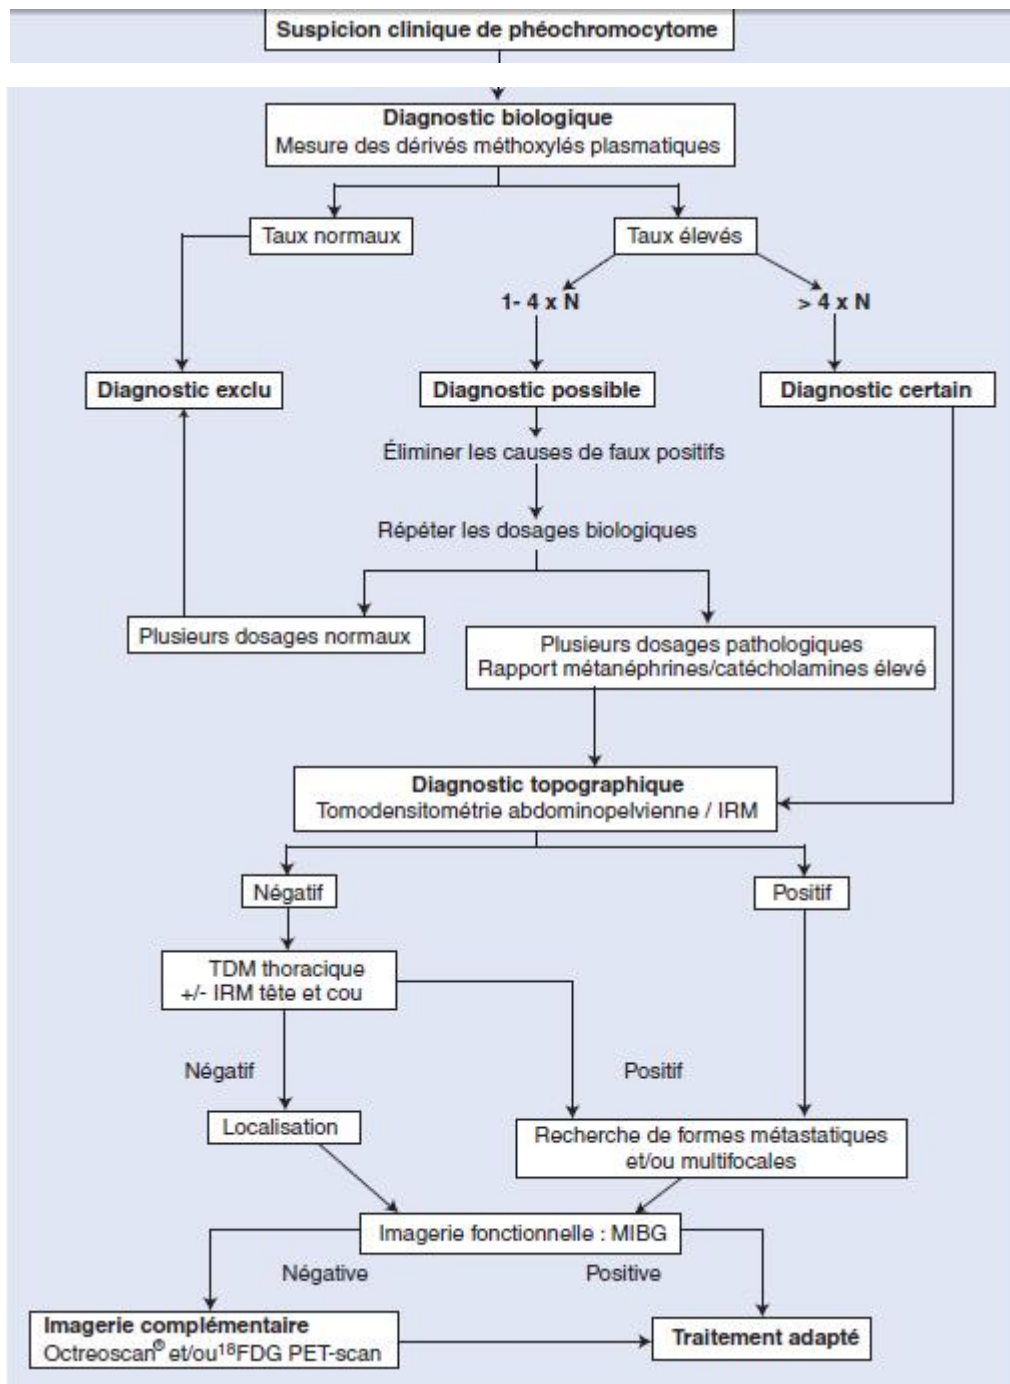 Suspicion clinique de phéochromocytome
Diagnostic biologique
Mesure des dérivés méthoxylés plasmatiques
Taux normaux
Taux élevés
1- 4 x N
> 4 x N
Diagnostic exclu
Diagnostic possible
Diagnostic certain
Éliminer les causes de faux positifs
Répéter les dosages biologiques
Plusieurs dosages normaux
Plusieurs dosages pathologiques
Rapport métanéphrines/catécholamines élevé
Diagnostic topographique
Tomodensitométrie abdominopelvienne / IRM
Négatif
Positif
TDM thoracique
+/- IRM tête et cou
Négatif
Positif
Localisation
Recherche de formes métastatiques
et/ou multifocales
Imagerie fonctionnelle : MIBG
Négative
Positive
Imagerie complémentaire
Octreoscan® et/ou ¹⁸FDG PET-scan
Traitement adapté